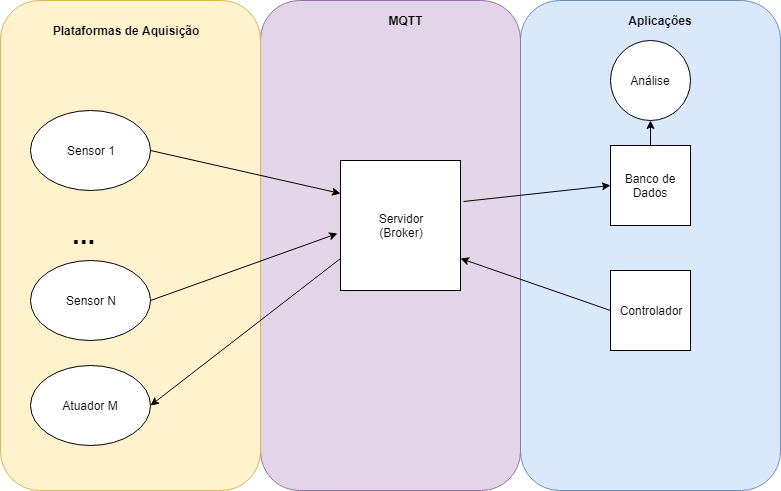 Plataformas de Aquisição
MQTT
Aplicações
Análise
Sensor 1
Banco de
Dados
Servidor
(Broker)
...
Sensor N
Controlador
Atuador M